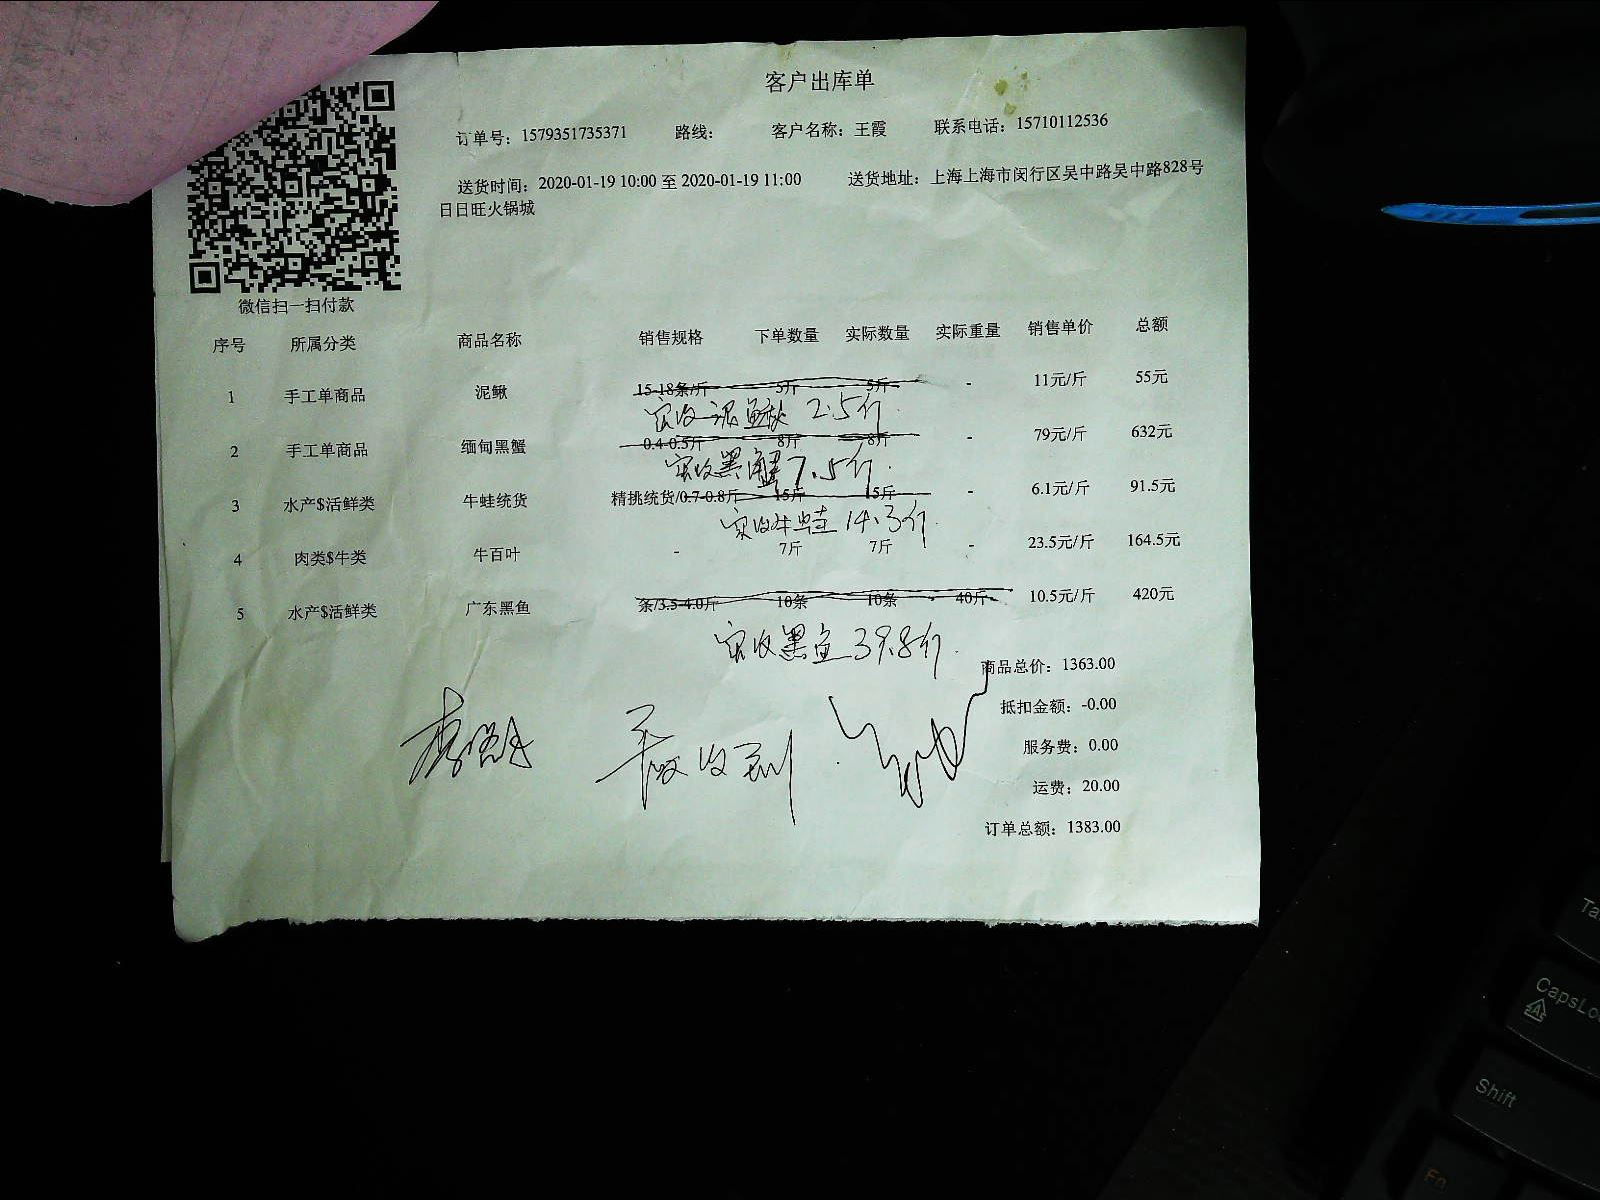 客户出库单
订单号：1579351735371 路线： 客户名称：王霞 联系电话：15710112536
送货时间：2020-01-19 10:00 至 2020-01-19 11:00 送货地址：上海上海市闵行区吴中路吴中路828号
日日旺火锅城
微信扫一扫付款
序号 所属分类 商品名称 销售规格 下单数量 实际数量 实际重量 销售单价 总额
1 手工单商品 泥鳅 15-18条/斤 5斤 5斤 - 11元/斤 55元
实收泥鳅 2.5斤.
2 手工单商品 缅甸黑蟹 0.4-0.5斤 8斤 8斤 - 79元/斤 632元
实收黑蟹7.5斤.
3 水产$活鲜类 牛蛙统货 精挑统货/0.7-0.8斤 15斤 15斤 - 6.1元/斤 91.5元
实收牛蛙 14.3斤.
4 肉类$牛类 牛百叶 - 7斤 7斤 - 23.5元/斤 164.5元
5 水产$活鲜类 广东黑鱼 条/3.5-4.0斤 10条 10条 40斤 10.5元/斤 420元
实收黑鱼39.8斤.
商品总价：1363.00
抵扣金额：-0.00
服务费：0.00
运费：20.00
订单总额：1383.00
收到
CapsLo
Shift
Fn